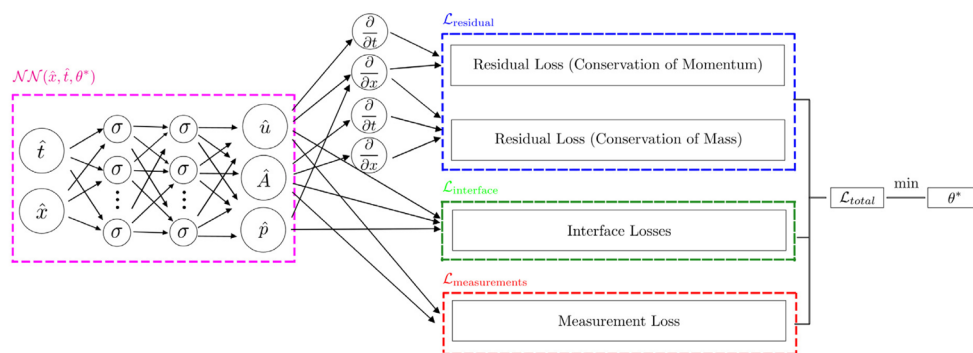 𝓝𝓝(x̂, t̂, θ*)
t̂
x̂
σ
σ
σ
σ
σ
σ
û
Â
p̂
∂/∂t
∂/∂x
∂/∂t
∂/∂x
ℒresidual
Residual Loss (Conservation of Momentum)
Residual Loss (Conservation of Mass)
ℒinterface
Interface Losses
ℒmeasurements
Measurement Loss
ℒtotal
min
θ*